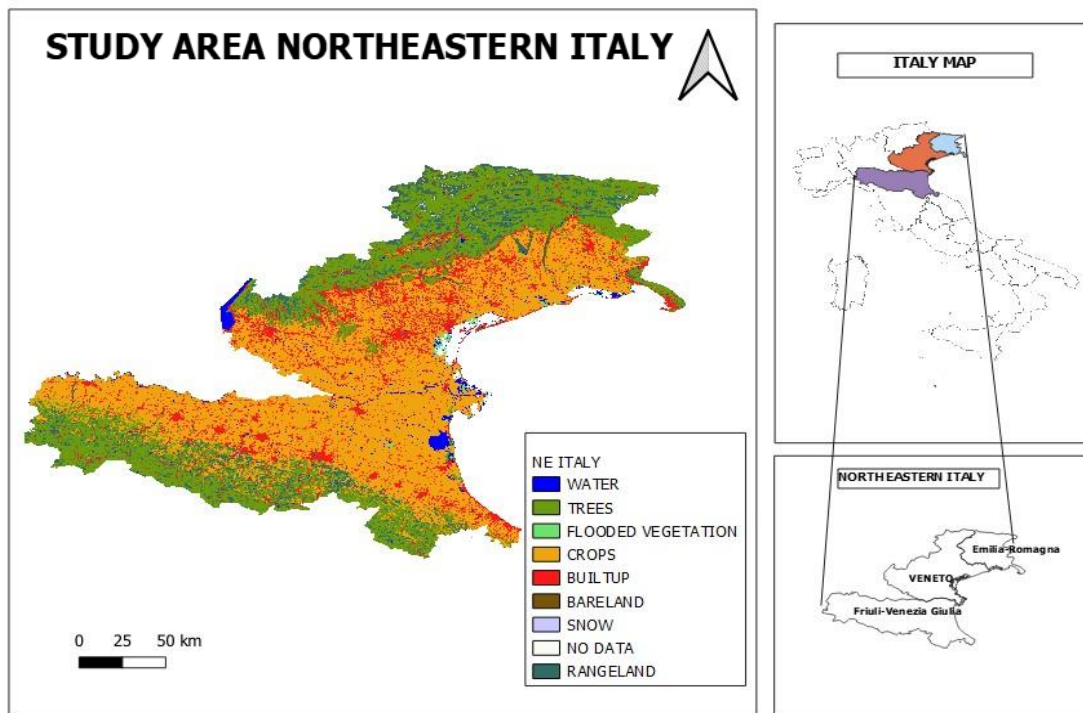 STUDY AREA NORTHEASTERN ITALY
NE ITALY
WATER
TREES
FLOODED VEGETATION
CROPS
BUILTUP
BARELAND
SNOW
NO DATA
RANGELAND
0 25 50 km
ITALY MAP
NORTHEASTERN ITALY
Emilia-Romagna
VENETO
Friuli-Venezia Giulia